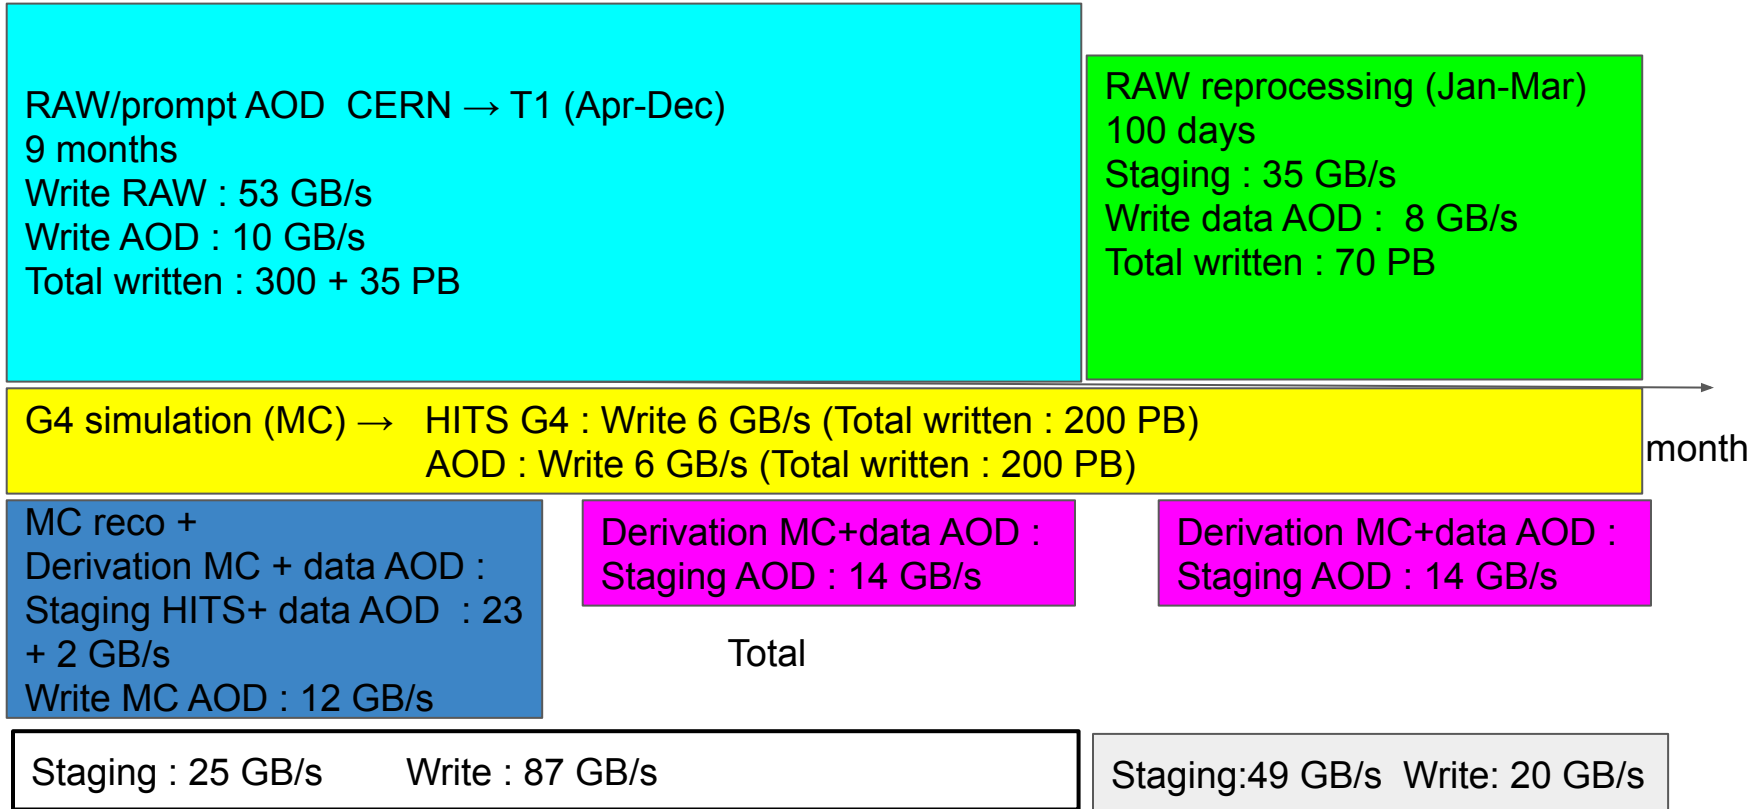 RAW/prompt AOD  CERN → T1 (Apr-Dec)
9 months
Write RAW : 53 GB/s
Write AOD : 10 GB/s
Total written : 300 + 35 PB
RAW reprocessing (Jan-Mar)
100 days
Staging : 35 GB/s
Write data AOD :  8 GB/s
Total written : 70 PB
G4 simulation (MC) →   HITS G4 : Write 6 GB/s (Total written : 200 PB)
AOD : Write 6 GB/s (Total written : 200 PB)
month
MC reco +
Derivation MC + data AOD :
Staging HITS+ data AOD  : 23
+ 2 GB/s
Write MC AOD : 12 GB/s
Derivation MC+data AOD :
Staging AOD : 14 GB/s
Derivation MC+data AOD :
Staging AOD : 14 GB/s
Total
Staging : 25 GB/s       Write : 87 GB/s
Staging:49 GB/s  Write: 20 GB/s